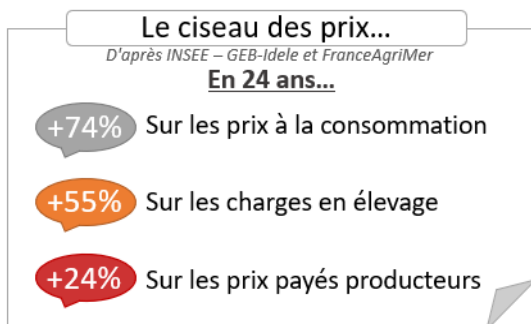 Le ciseau des prix...
D'après INSEE – GEB-Idele et FranceAgriMer
En 24 ans...
+74% Sur les prix à la consommation
+55% Sur les charges en élevage
+24% Sur les prix payés producteurs